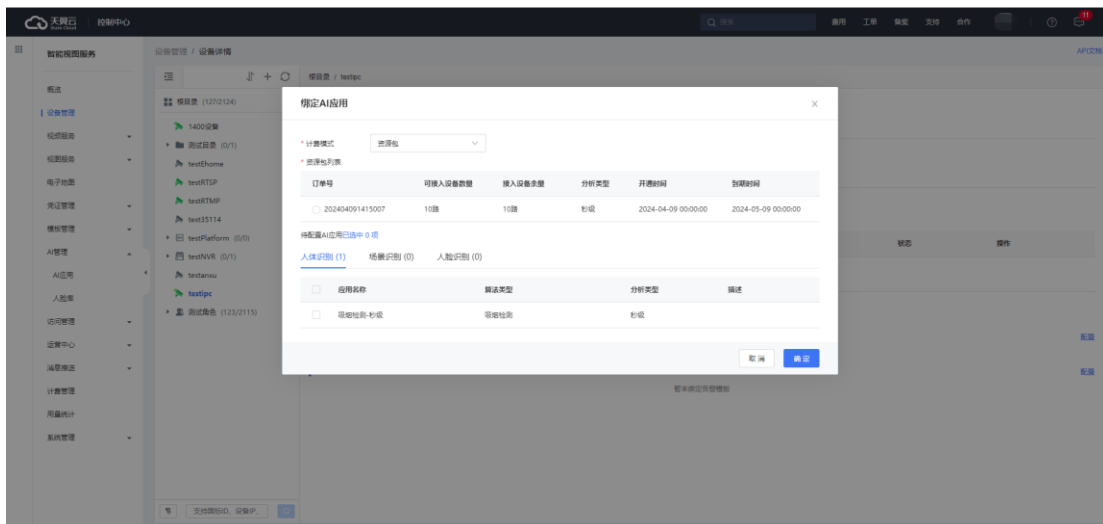 天翼云 控制中心 搜索 费用 工单 备案 支持 合作 11
智能视图服务
设备管理 / 设备详情
API文档
根目录 / testipc
概览
设备管理
视频服务
视图服务
电子地图
凭证管理
模板管理
AI管理
AI应用
人脸库
访问管理
运营中心
消息推送
计费管理
用量统计
系统管理
根目录 (127/2124)
1400设备
测试目录 (0/1)
testEhome
testRTSP
testRTMP
test35114
testPlatform (0/0)
testNVR (0/1)
testanxu
testipc
测试角色 (123/2115)
支持国标ID、设备IP、
绑定AI应用
* 计费模式 资源包
* 资源包列表
订单号 可接入设备数量 接入设备余量 分析类型 开通时间 到期时间
202404091415007 10路 10路 秒级 2024-04-09 00:00:00 2024-05-09 00:00:00
待配置AI应用已选中 0 项
人体识别 (1) 场景识别 (0) 人脸识别 (0)
应用名称 算法类型 分析类型 描述
吸烟检测-秒级 吸烟检测 秒级
取 消 确 定
状态 操作
配置
配置
暂未绑定告警模板